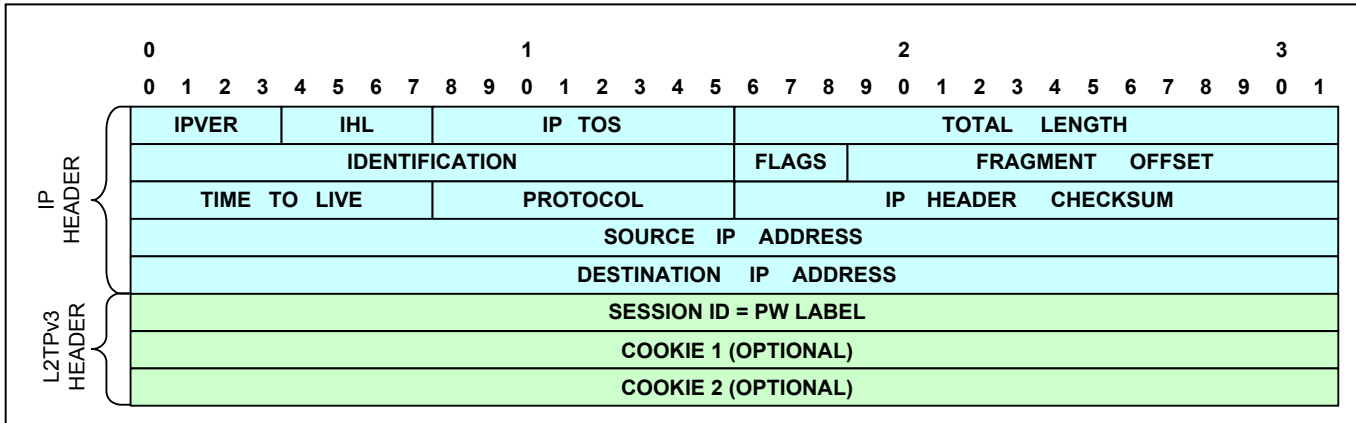 0 1 2 3
0 1 2 3 4 5 6 7 8 9 0 1 2 3 4 5 6 7 8 9 0 1 2 3 4 5 6 7 8 9 0 1
IP HEADER
IPVER IHL IP TOS TOTAL LENGTH
IDENTIFICATION FLAGS FRAGMENT OFFSET
TIME TO LIVE PROTOCOL IP HEADER CHECKSUM
SOURCE IP ADDRESS
DESTINATION IP ADDRESS
L2TPv3 HEADER
SESSION ID = PW LABEL
COOKIE 1 (OPTIONAL)
COOKIE 2 (OPTIONAL)